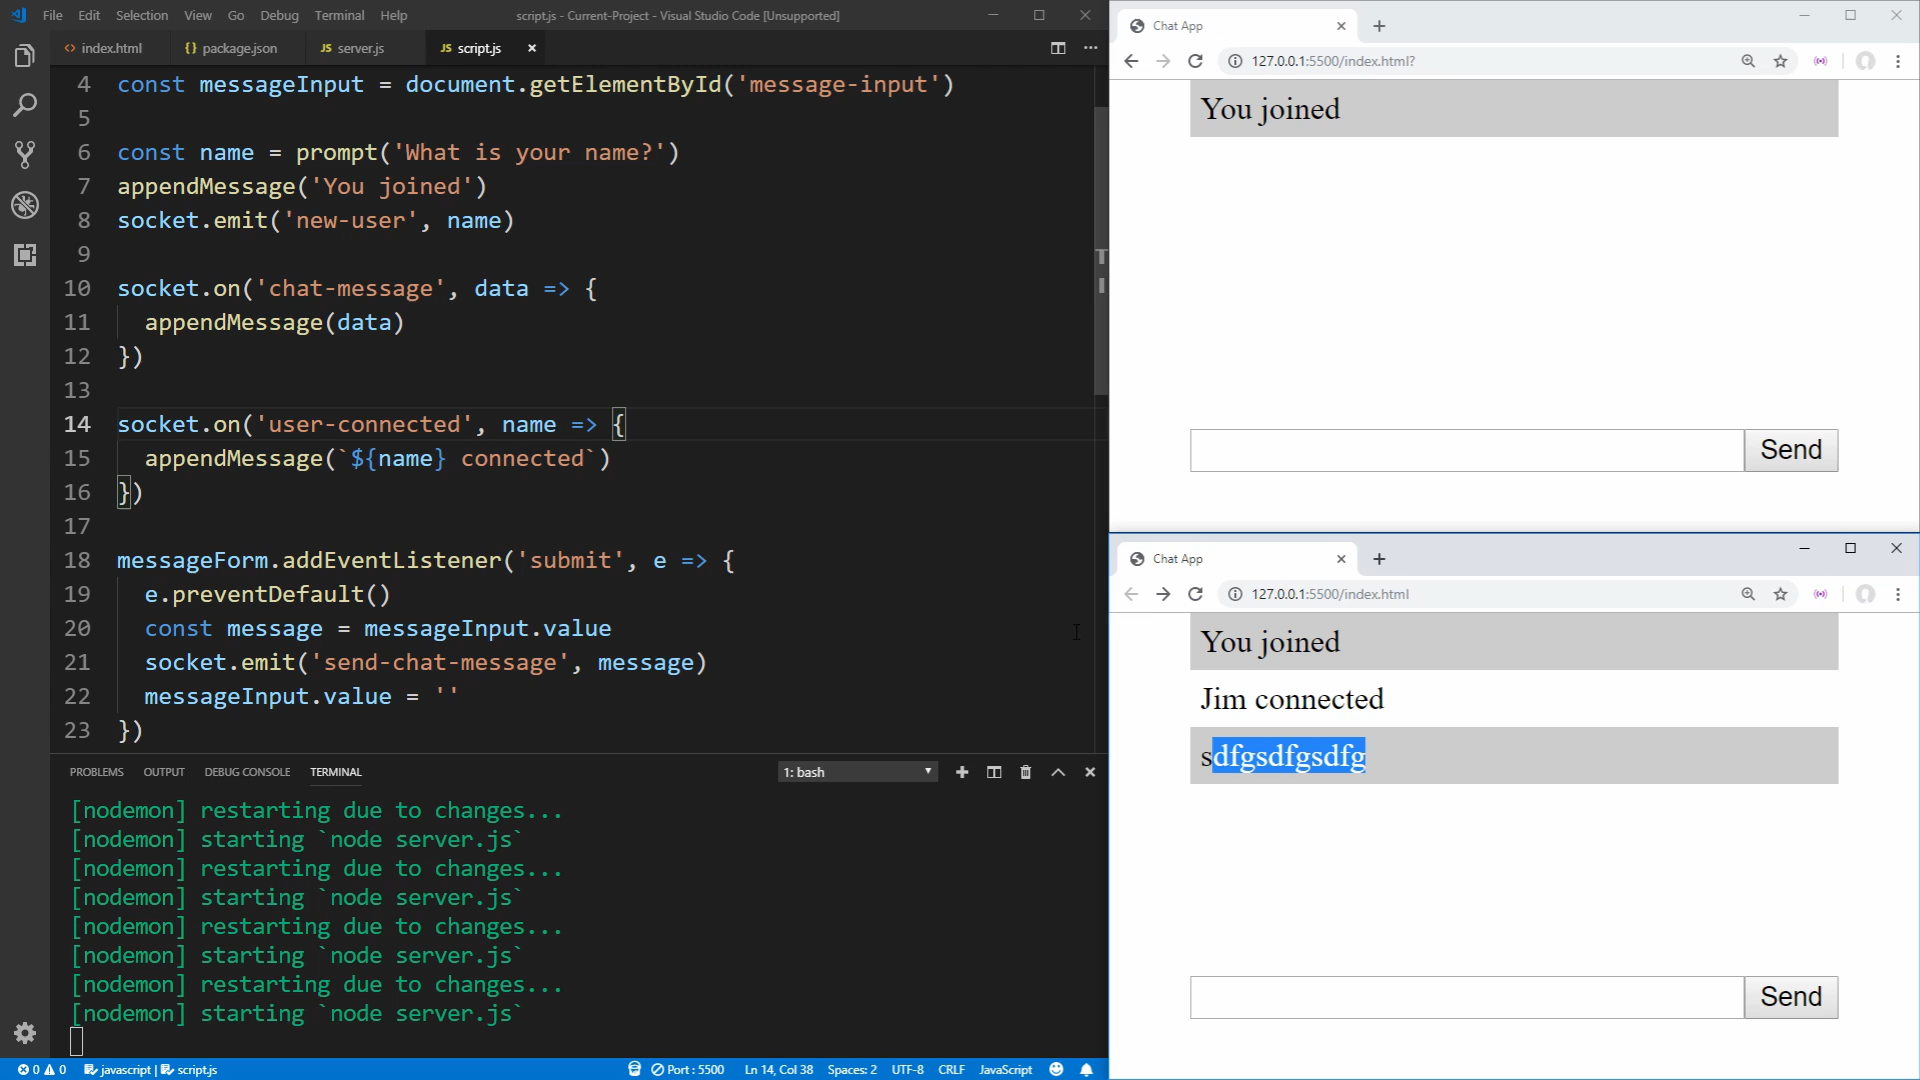 File Edit Selection View Go Debug Terminal Help script.js - Current-Project - Visual Studio Code [Unsupported]
index.html {} package.json JS server.js JS script.js
4 const messageInput = document.getElementById('message-input')
5
6 const name = prompt('What is your name?')
7 appendMessage('You joined')
8 socket.emit('new-user', name)
9
10 socket.on('chat-message', data => {
11 appendMessage(data)
12 })
13
14 socket.on('user-connected', name => {
15 appendMessage(`${name} connected`)
16 })
17
18 messageForm.addEventListener('submit', e => {
19 e.preventDefault()
20 const message = messageInput.value
21 socket.emit('send-chat-message', message)
22 messageInput.value = ''
23 })
PROBLEMS OUTPUT DEBUG CONSOLE TERMINAL 1: bash
[nodemon] restarting due to changes...
[nodemon] starting `node server.js`
[nodemon] restarting due to changes...
[nodemon] starting `node server.js`
[nodemon] restarting due to changes...
[nodemon] starting `node server.js`
[nodemon] restarting due to changes...
[nodemon] starting `node server.js`
0 0 javascript | script.js Port : 5500 Ln 14, Col 38 Spaces: 2 UTF-8 CRLF JavaScript
Chat App
127.0.0.1:5500/index.html?
You joined
Send
Chat App
127.0.0.1:5500/index.html
You joined
Jim connected
sdfgsdfgsdfg
Send